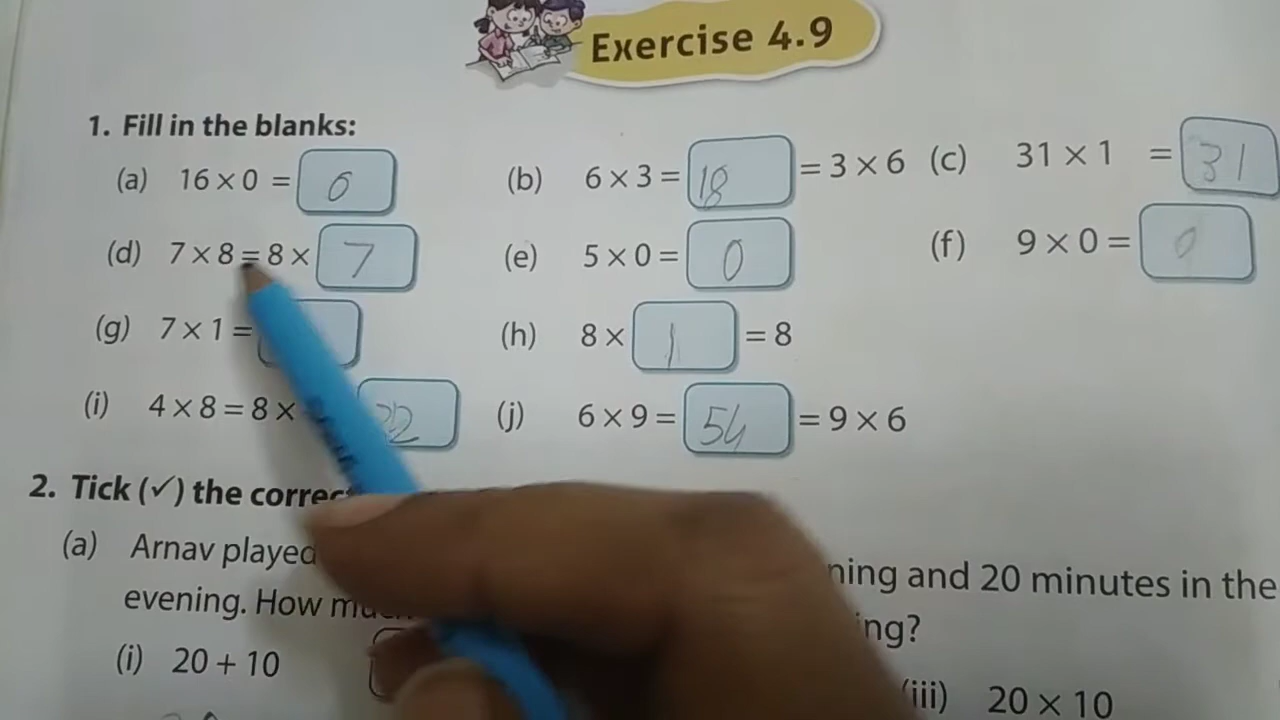 Exercise 4.9
1. Fill in the blanks:
(a) 16 × 0 = 0 (b) 6 × 3 = 18 = 3 × 6 (c) 31 × 1 = 31
(d) 7 × 8 = 8 × 7 (e) 5 × 0 = 0 (f) 9 × 0 = 0
(g) 7 × 1 = (h) 8 × 1 = 8
(i) 4 × 8 = 8 × 32 (j) 6 × 9 = 54 = 9 × 6
2. Tick (✓) the correct
(a) Arnav played ning and 20 minutes in the
evening. How much ing?
(i) 20 + 10 (iii) 20 × 10